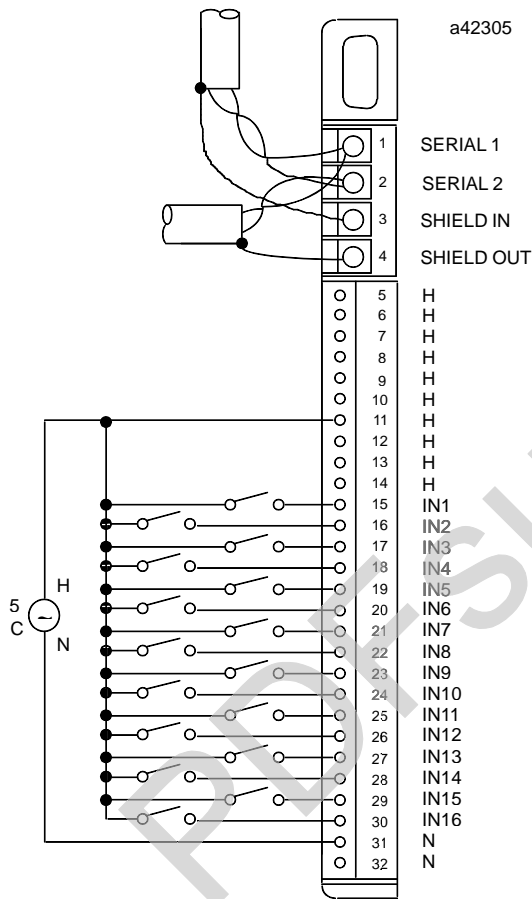 a42305
1 SERIAL 1
2 SERIAL 2
3 SHIELD IN
4 SHIELD OUT
5 H
6 H
7 H
8 H
9 H
10 H
11 H
12 H
13 H
14 H
15 IN1
16 IN2
17 IN3
18 IN4
19 IN5
20 IN6
21 IN7
22 IN8
23 IN9
24 IN10
25 IN11
26 IN12
27 IN13
28 IN14
29 IN15
30 IN16
31 N
32 N
H
5
C
N